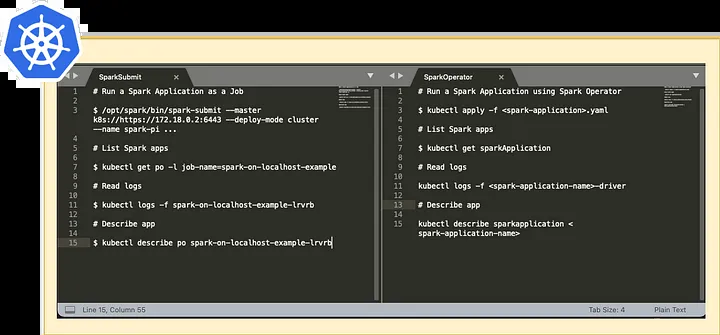 SparkSubmit
1 # Run a Spark Application as a Job
2
3 $ /opt/spark/bin/spark-submit --master
k8s://https://172.18.0.2:6443 --deploy-mode cluster
--name spark-pi ...
4
5 # List Spark apps
6
7 $ kubectl get po -l job-name=spark-on-localhost-example
8
9 # Read logs
10
11 $ kubectl logs -f spark-on-localhost-example-lrvrb
12
13 # Describe app
14
15 $ kubectl describe po spark-on-localhost-example-lrvrb
SparkOperator
1 # Run a Spark Application using Spark Operator
2
3 $ kubectl apply -f <spark-application>.yaml
4
5 # List Spark apps
6
7 $ kubectl get sparkApplication
8
9 # Read logs
10
11 kubectl logs -f <spark-application-name>-driver
12
13 # Describe app
14
15 kubectl describe sparkapplication <
spark-application-name>
Line 15, Column 55
Tab Size: 4
Plain Text